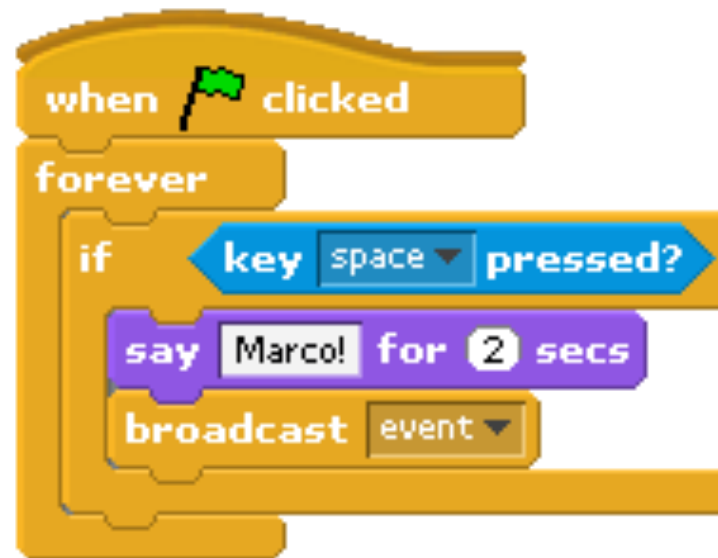 when clicked
forever
if key space pressed?
say Marco! for 2 secs
broadcast event